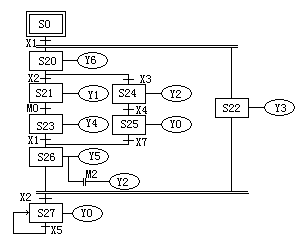 S0
X1
S20 Y6
X2 X3
S21 Y1 S24 Y2
M0 X4
S22 Y3
S23 Y4 S25 Y0
X1 X7
S26 Y5
M2
Y2
X2
S27 Y0
X5